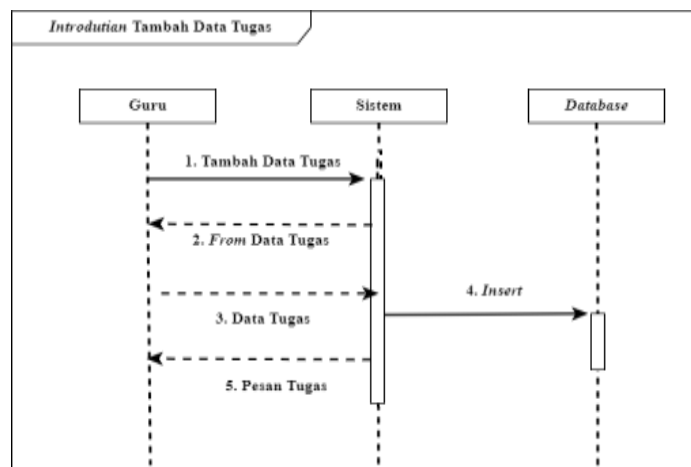 Introdutian Tambah Data Tugas
Guru
Sistem
Database
1. Tambah Data Tugas
2. From Data Tugas
3. Data Tugas
4. Insert
5. Pesan Tugas